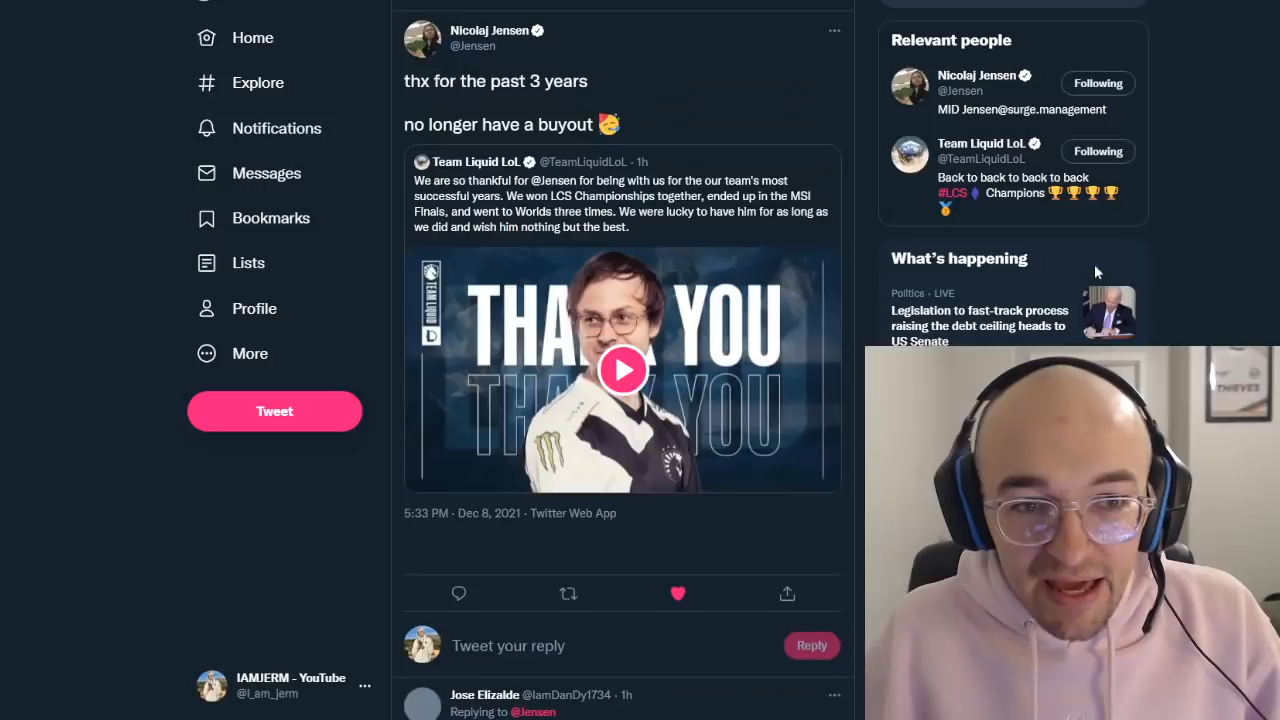 Home
Explore
Notifications
Messages
Bookmarks
Lists
Profile
More
Tweet
IAMJERM - YouTube
@I_am_jerm
Nicolaj Jensen
@Jensen
thx for the past 3 years
no longer have a buyout 🥳
Team Liquid LoL @TeamLiquidLoL · 1h
We are so thankful for @Jensen for being with us for the our team's most
successful years. We won LCS Championships together, ended up in the MSI
Finals, and went to Worlds three times. We were lucky to have him for as long as
we did and wish him nothing but the best.
TEAM LIQUID
THANK YOU
THANK YOU
5:33 PM · Dec 8, 2021 · Twitter Web App
Tweet your reply
Reply
Jose Elizalde @IamDanDy1734 · 1h
Replying to @Jensen
Relevant people
Nicolaj Jensen
@Jensen
Following
MID Jensen@surge.management
Team Liquid LoL
@TeamLiquidLoL
Following
Back to back to back to back
#LCS Champions 🏆🏆🏆🏆
🏅
What's happening
Politics · LIVE
Legislation to fast-track process
raising the debt ceiling heads to
US Senate
THIEVES